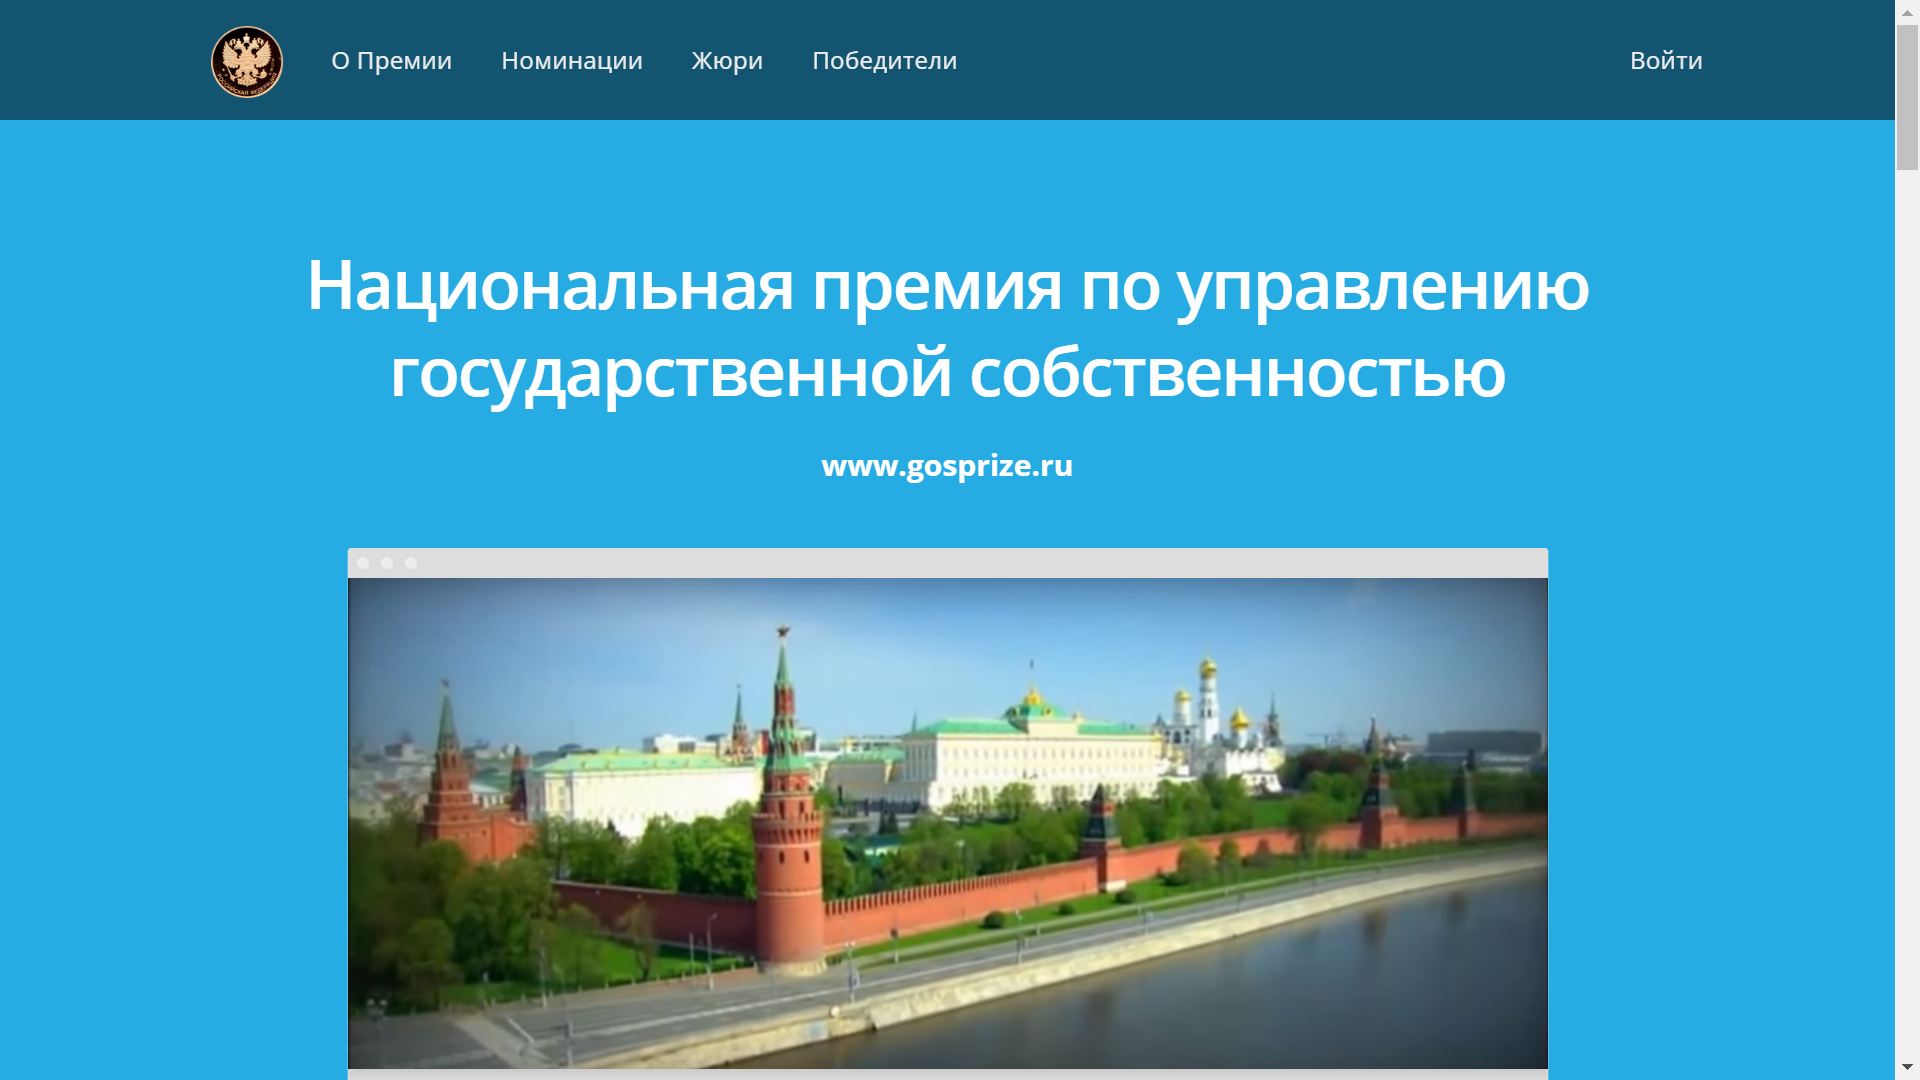 О Премии Номинации Жюри Победители Войти
Национальная премия по управлению
государственной собственностью
www.gosprize.ru